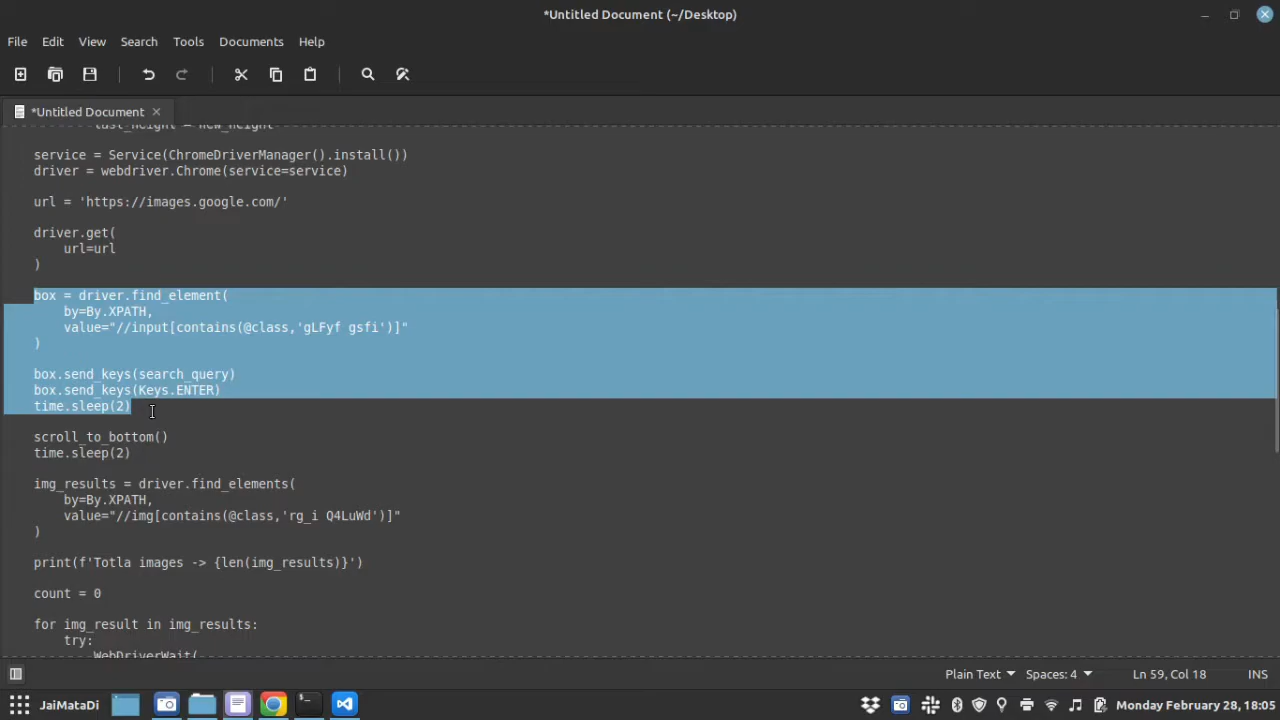 *Untitled Document (~/Desktop)
File Edit View Search Tools Documents Help
*Untitled Document
last_height = new_height
service = Service(ChromeDriverManager().install())
driver = webdriver.Chrome(service=service)
url = 'https://images.google.com/'
driver.get(
url=url
)
box = driver.find_element(
by=By.XPATH,
value="//input[contains(@class,'gLFyf gsfi')]"
)
box.send_keys(search_query)
box.send_keys(Keys.ENTER)
time.sleep(2)
scroll_to_bottom()
time.sleep(2)
img_results = driver.find_elements(
by=By.XPATH,
value="//img[contains(@class,'rg_i Q4LuWd')]"
)
print(f'Totla images -> {len(img_results)}')
count = 0
for img_result in img_results:
try:
WebDriverWait(
Plain Text Spaces: 4 Ln 59, Col 18 INS
JaiMataDi Monday February 28, 18:05